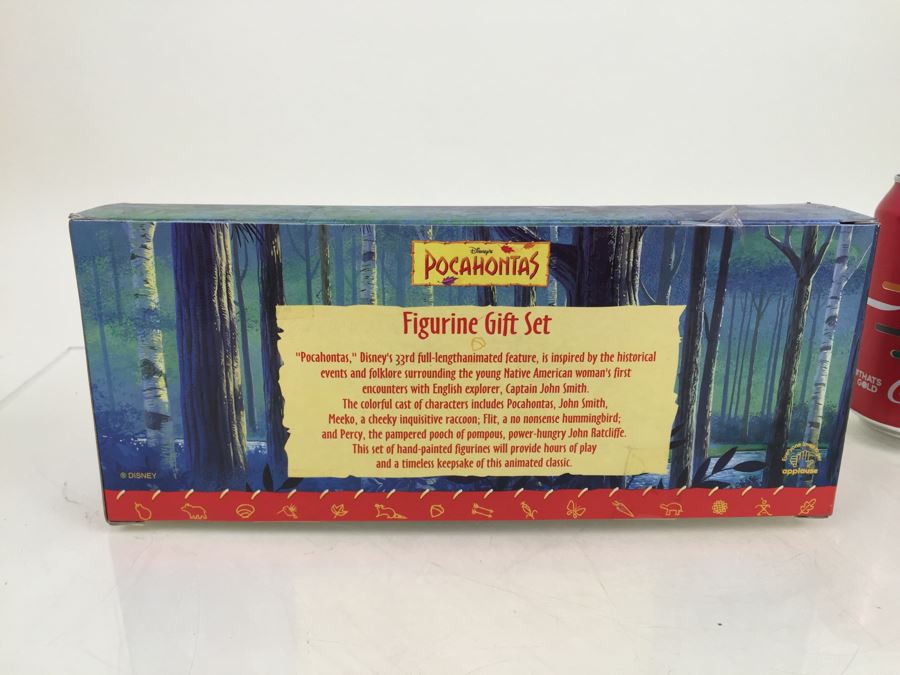 Disney's
POCAHONTAS
Figurine Gift Set
"Pocahontas," Disney's 33rd full-lengthanimated feature, is inspired by the historical
events and folklore surrounding the young Native American woman's first
encounters with English explorer, Captain John Smith.
The colorful cast of characters includes Pocahontas, John Smith,
Meeko, a cheeky inquisitive raccoon; Flit, a no nonsense hummingbird;
and Percy, the pampered pooch of pompous, power-hungry John Ratcliffe.
This set of hand-painted figurines will provide hours of play
and a timeless keepsake of this animated classic.
© DISNEY
applause
#THATS
GOLD